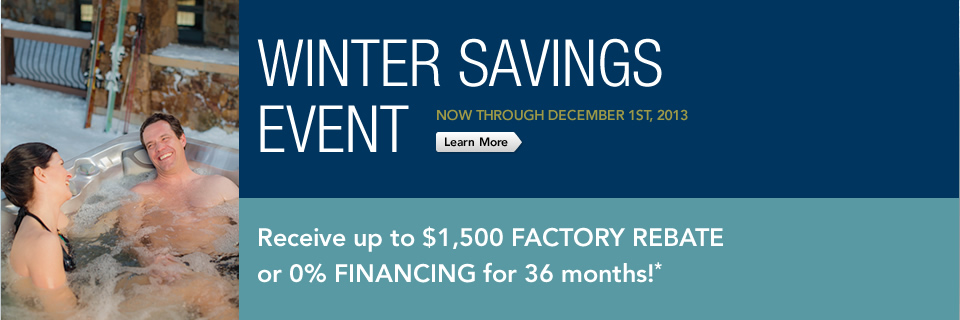 WINTER SAVINGS
EVENT
NOW THROUGH DECEMBER 1ST, 2013
Learn More
Receive up to $1,500 FACTORY REBATE
or 0% FINANCING for 36 months!*